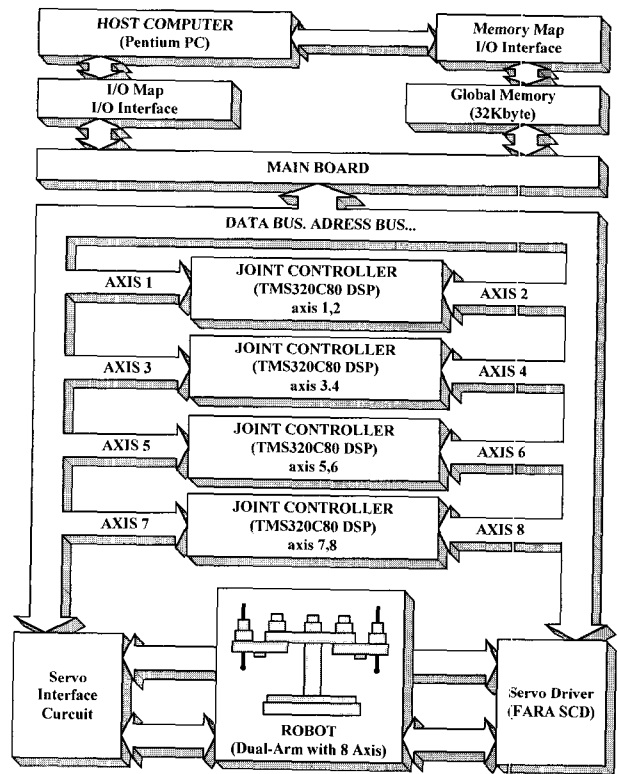 HOST COMPUTER
(Pentium PC)
Memory Map
I/O Interface
I/O Map
I/O Interface
Global Memory
(32Kbyte)
MAIN BOARD
DATA BUS. ADRESS BUS...
AXIS 1
JOINT CONTROLLER
(TMS320C80 DSP)
axis 1,2
AXIS 2
AXIS 3
JOINT CONTROLLER
(TMS320C80 DSP)
axis 3.4
AXIS 4
AXIS 5
JOINT CONTROLLER
(TMS320C80 DSP)
axis 5,6
AXIS 6
AXIS 7
JOINT CONTROLLER
(TMS320C80 DSP)
axis 7,8
AXIS 8
Servo
Interface
Curcuit
ROBOT
(Dual-Arm with 8 Axis)
Servo Driver
(FARA SCD)